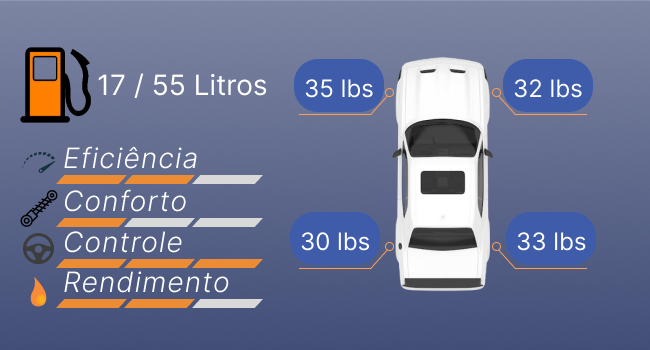 17 / 55 Litros
Eficiência
Conforto
Controle
Rendimento
35 lbs
32 lbs
30 lbs
33 lbs